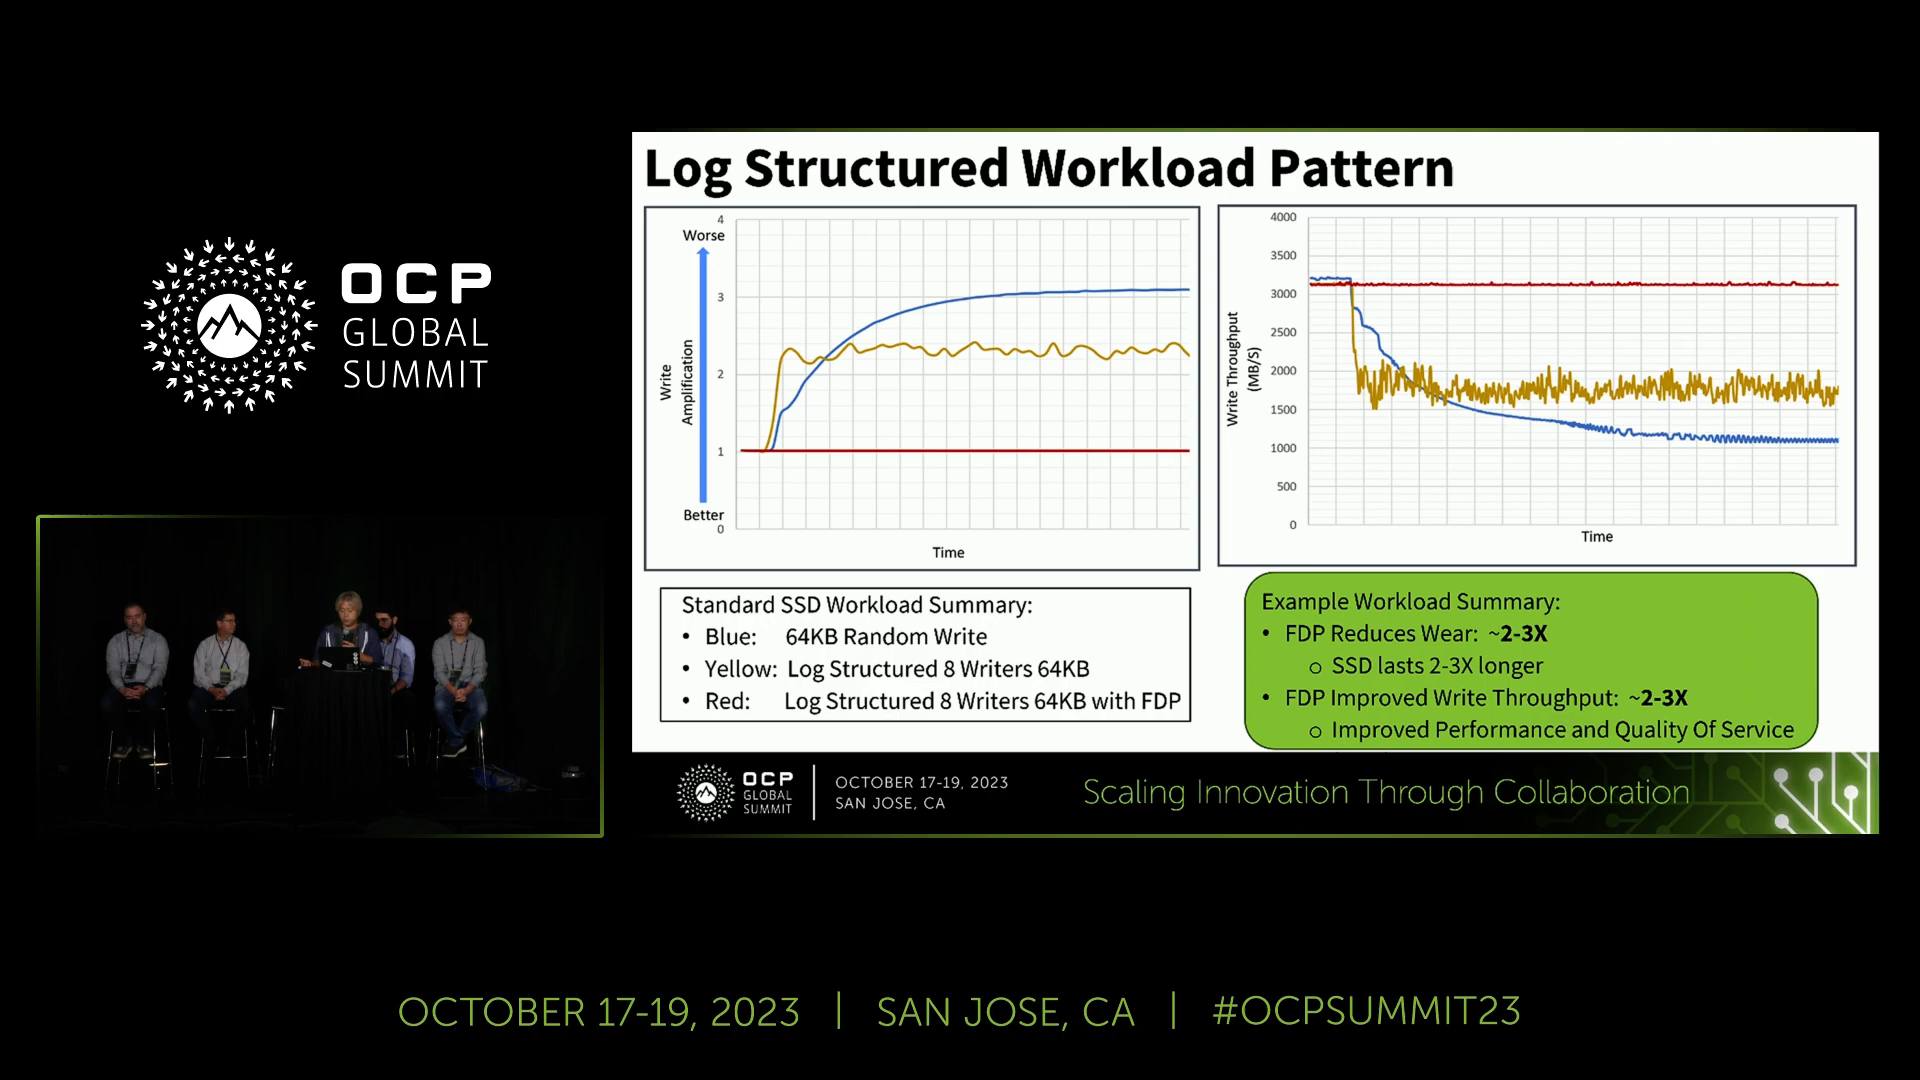 OCP
GLOBAL
SUMMIT
Log Structured Workload Pattern
4
Worse
3
2
1
Better
0
Write
Amplification
Time
4000
3500
3000
2500
2000
1500
1000
500
0
Write Throughput
(MB/S)
Time
Standard SSD Workload Summary:
• Blue: 64KB Random Write
• Yellow: Log Structured 8 Writers 64KB
• Red: Log Structured 8 Writers 64KB with FDP
Example Workload Summary:
• FDP Reduces Wear: ~2-3X
o SSD lasts 2-3X longer
• FDP Improved Write Throughput: ~2-3X
o Improved Performance and Quality Of Service
OCP
GLOBAL
SUMMIT
OCTOBER 17-19, 2023
SAN JOSE, CA
Scaling Innovation Through Collaboration
OCTOBER 17-19, 2023 | SAN JOSE, CA | #OCPSUMMIT23